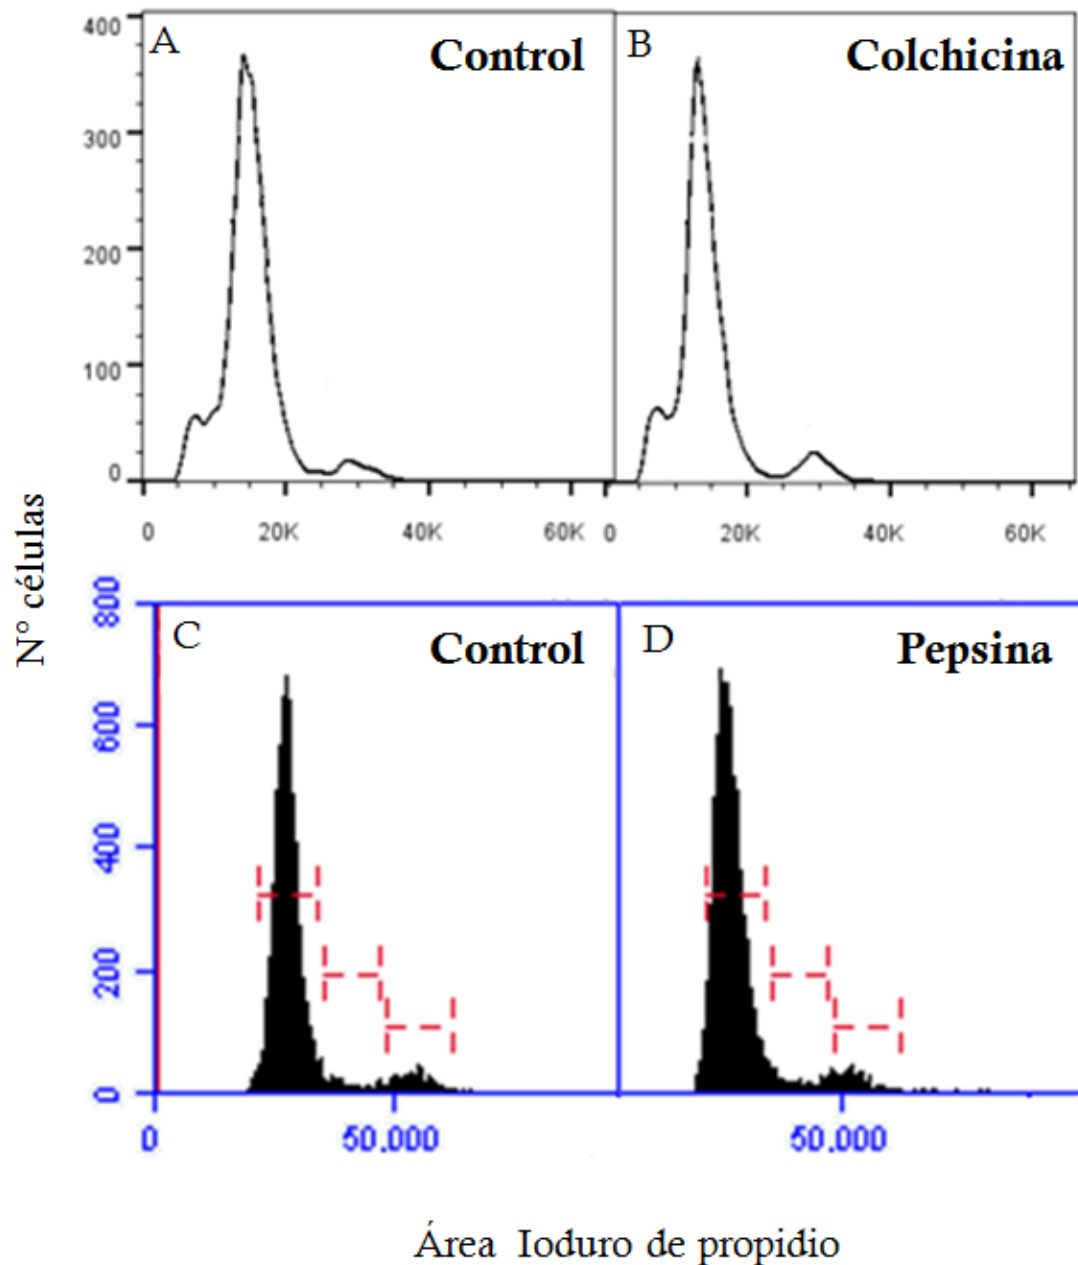 A
Control
B
Colchicina
400
300
200
100
0
0
20K
40K
60K
0
20K
40K
60K
N° células
800
600
400
200
0
C
Control
D
Pepsina
0
50.000
50.000
Área Ioduro de propidio